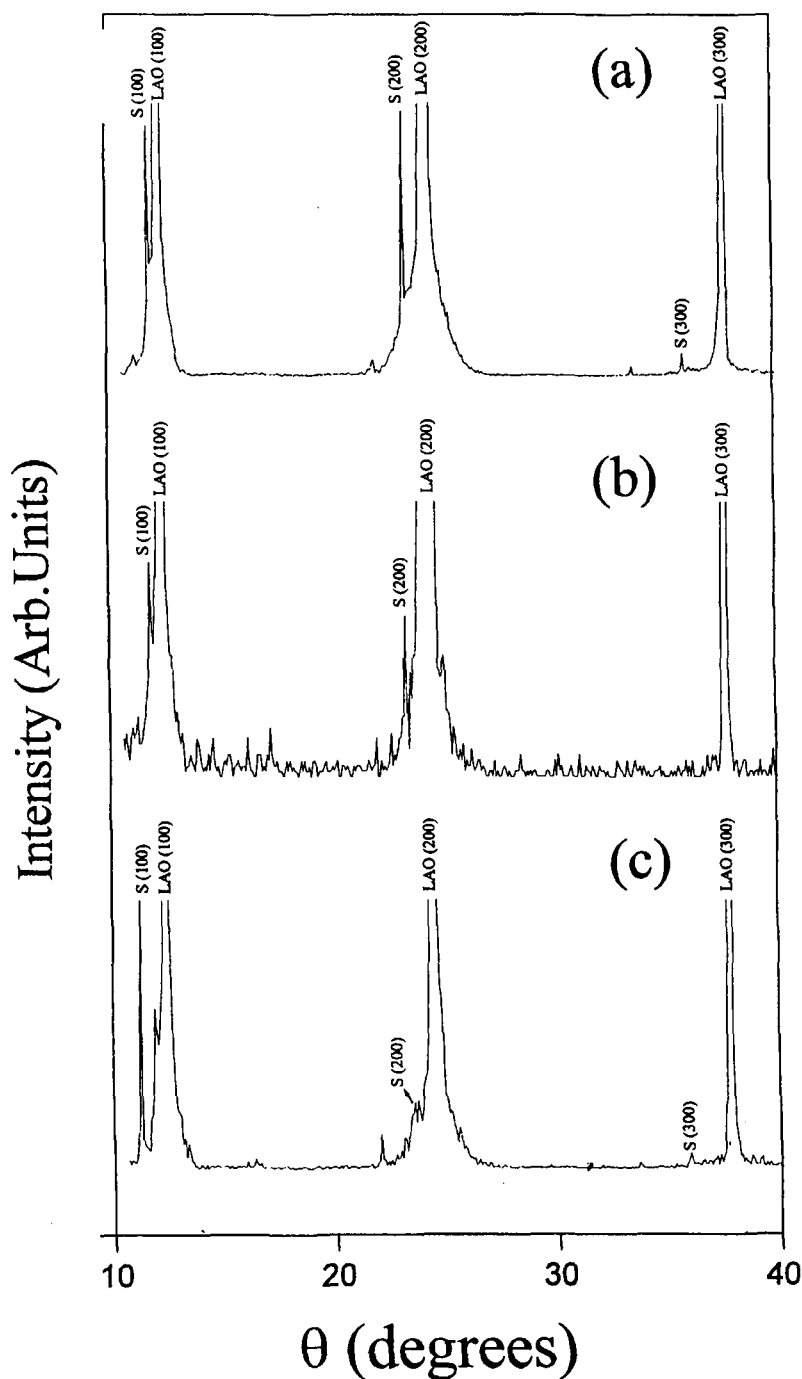 Intensity (Arb.Units)
(a)
S (100)
LAO (100)
S (200)
LAO (200)
S (300)
LAO (300)
(b)
S (100)
LAO (100)
S (200)
LAO (200)
LAO (300)
(c)
S (100)
LAO (100)
S (200)
LAO (200)
S (300)
LAO (300)
10 20 30 40
θ (degrees)